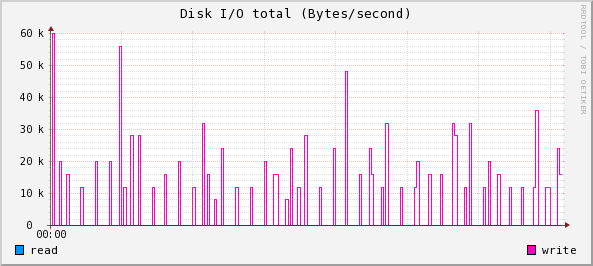 Disk I/O total (Bytes/second)
RRDTOOL / TOBI OETIKER
60 k
50 k
40 k
30 k
20 k
10 k
0
00:00
read
write